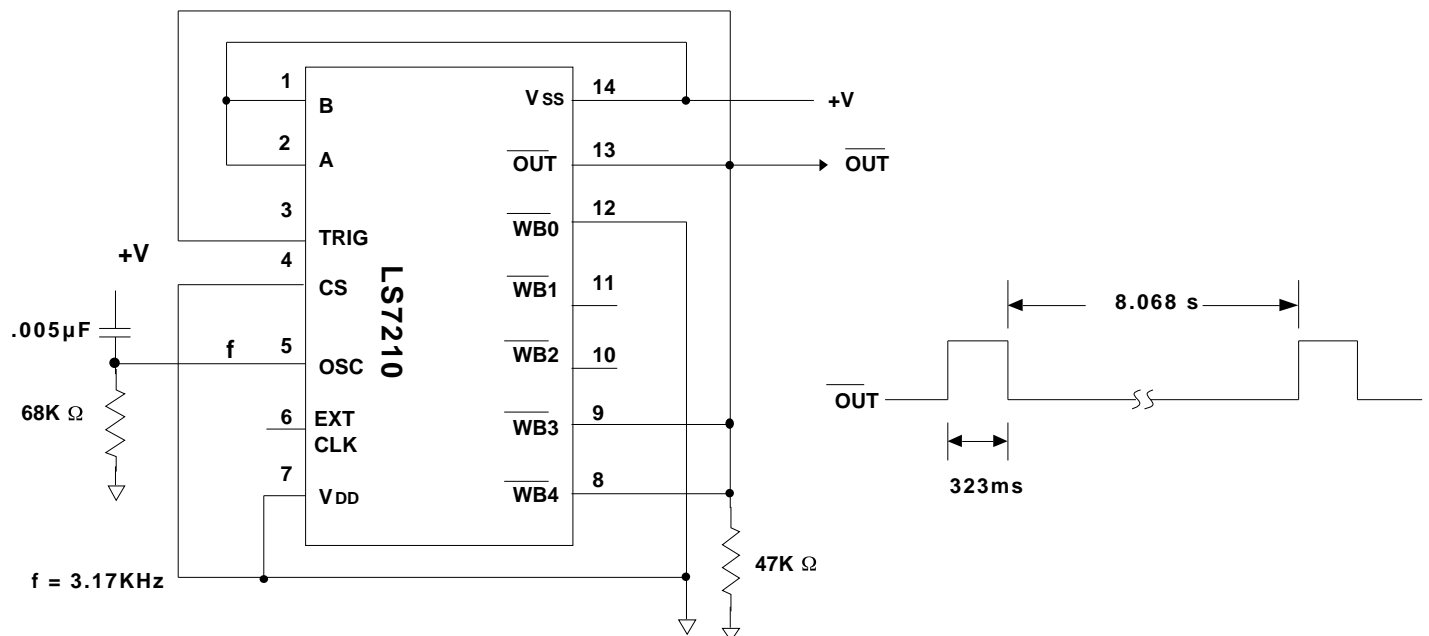 1
B
2
A
3
TRIG
4
CS
5
OSC
6
EXT
CLK
7
VDD
LS7210
VSS
14
+V
OUT
13
OUT
WB0
12
WB1
11
WB2
10
WB3
9
WB4
8
+V
.005µF
f
68K Ω
f = 3.17KHz
47K Ω
8.068 s
OUT
323ms